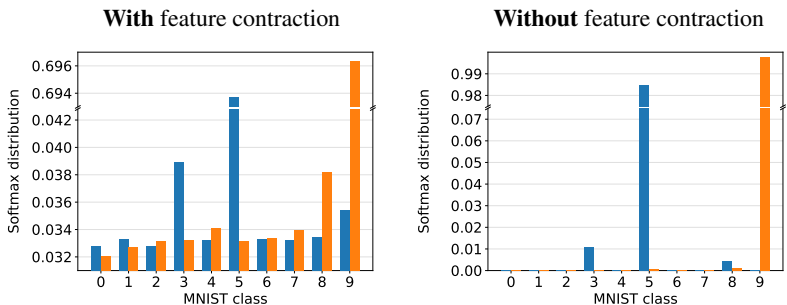 With feature contraction
Softmax distribution
0.696
0.694
0.042
0.040
0.038
0.036
0.034
0.032
0 1 2 3 4 5 6 7 8 9
MNIST class
Without feature contraction
Softmax distribution
0.99
0.98
0.07
0.06
0.05
0.04
0.03
0.02
0.01
0.00
0 1 2 3 4 5 6 7 8 9
MNIST class